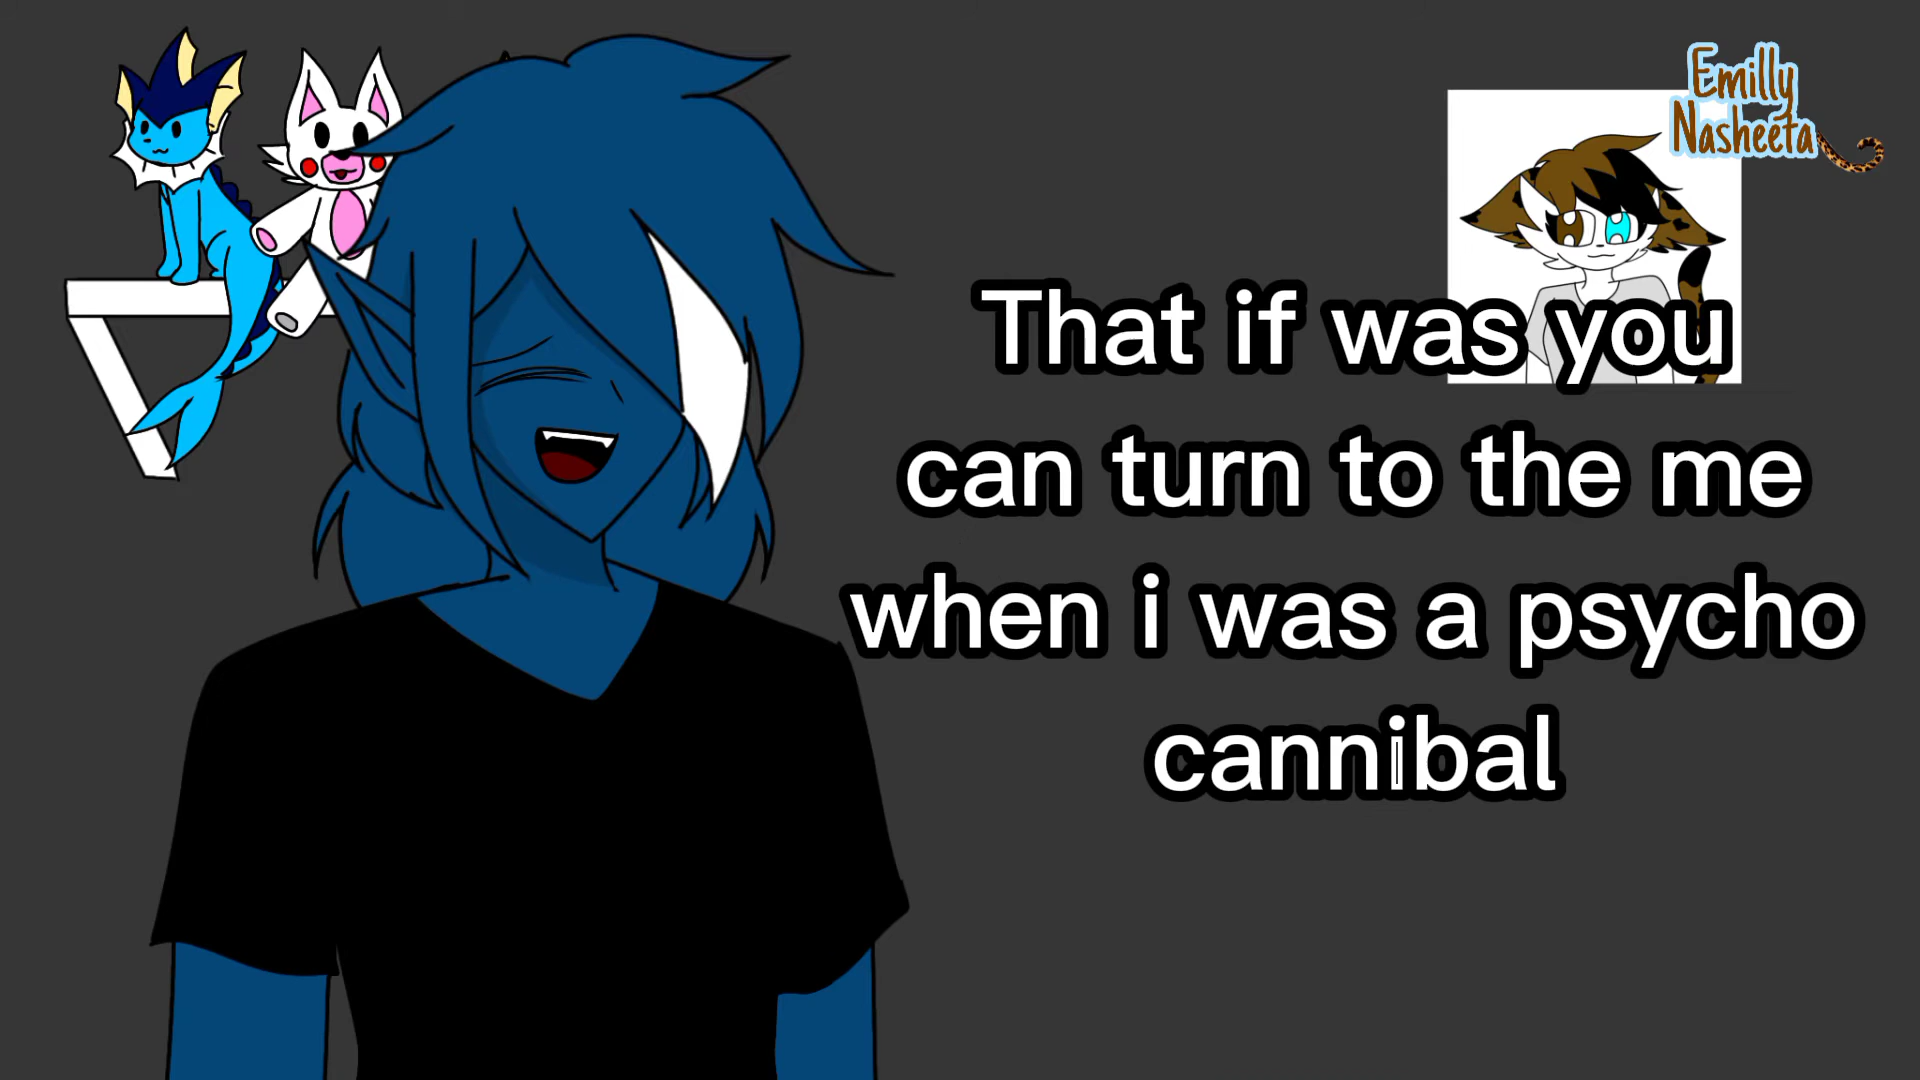 Emilly
Nasheeta
That if was you
can turn to the me
when i was a psycho
cannibal